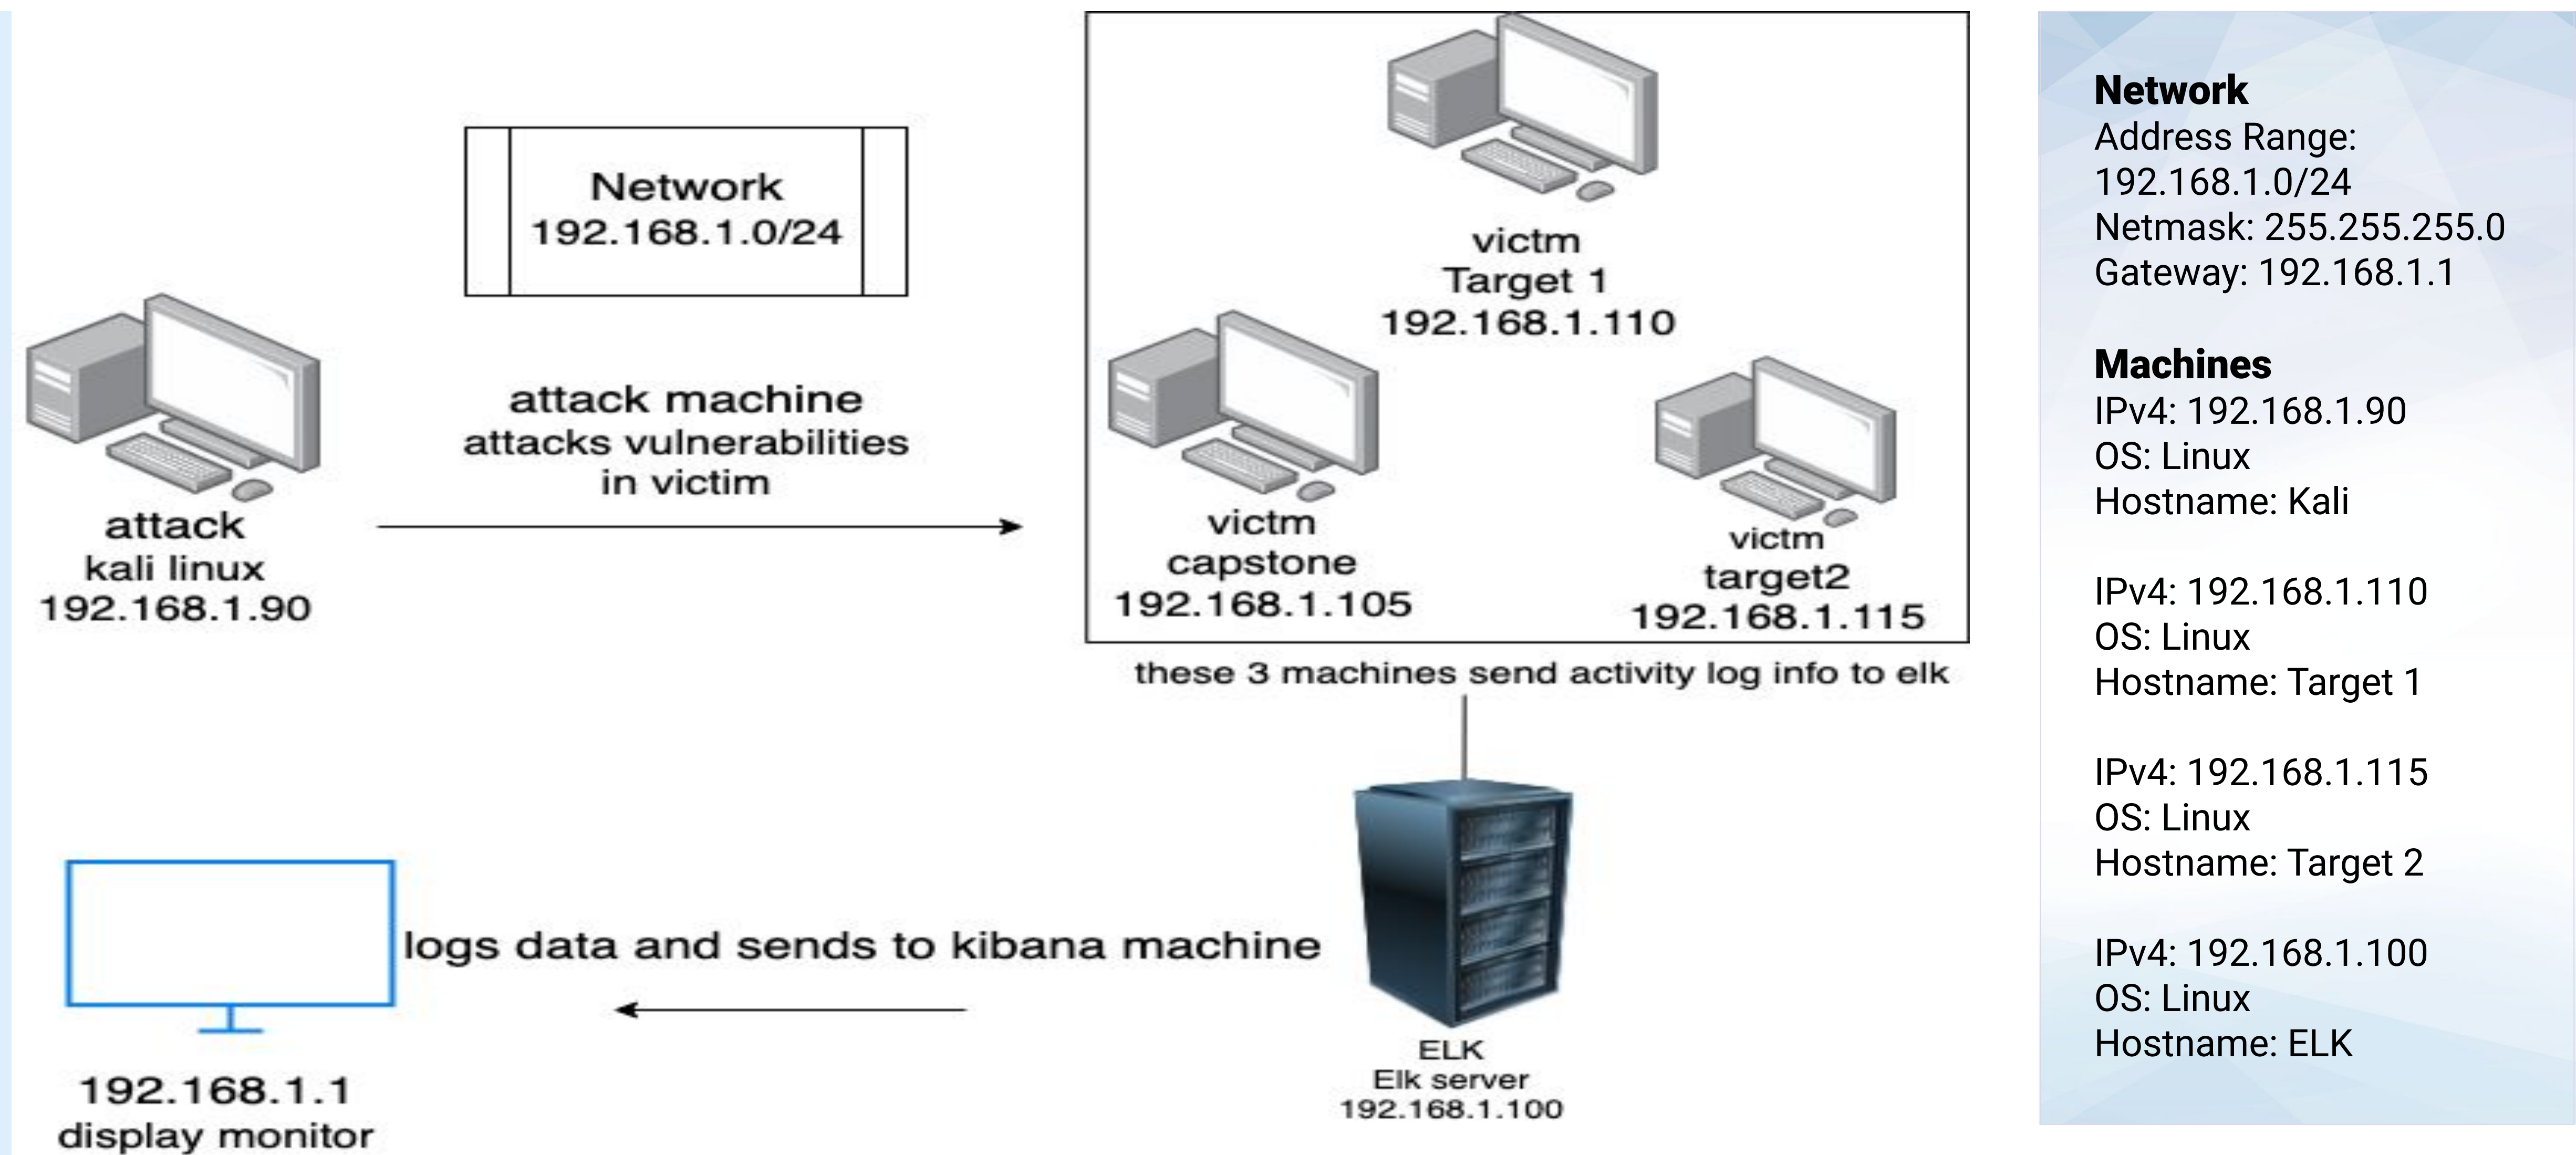 Network
192.168.1.0/24
attack machine
attacks vulnerabilities
in victim
attack
kali linux
192.168.1.90
victm
Target 1
192.168.1.110
victm
capstone
192.168.1.105
victm
target2
192.168.1.115
these 3 machines send activity log info to elk
logs data and sends to kibana machine
ELK
Elk server
192.168.1.100
192.168.1.1
display monitor
Network
Address Range:
192.168.1.0/24
Netmask: 255.255.255.0
Gateway: 192.168.1.1
Machines
IPv4: 192.168.1.90
OS: Linux
Hostname: Kali
IPv4: 192.168.1.110
OS: Linux
Hostname: Target 1
IPv4: 192.168.1.115
OS: Linux
Hostname: Target 2
IPv4: 192.168.1.100
OS: Linux
Hostname: ELK